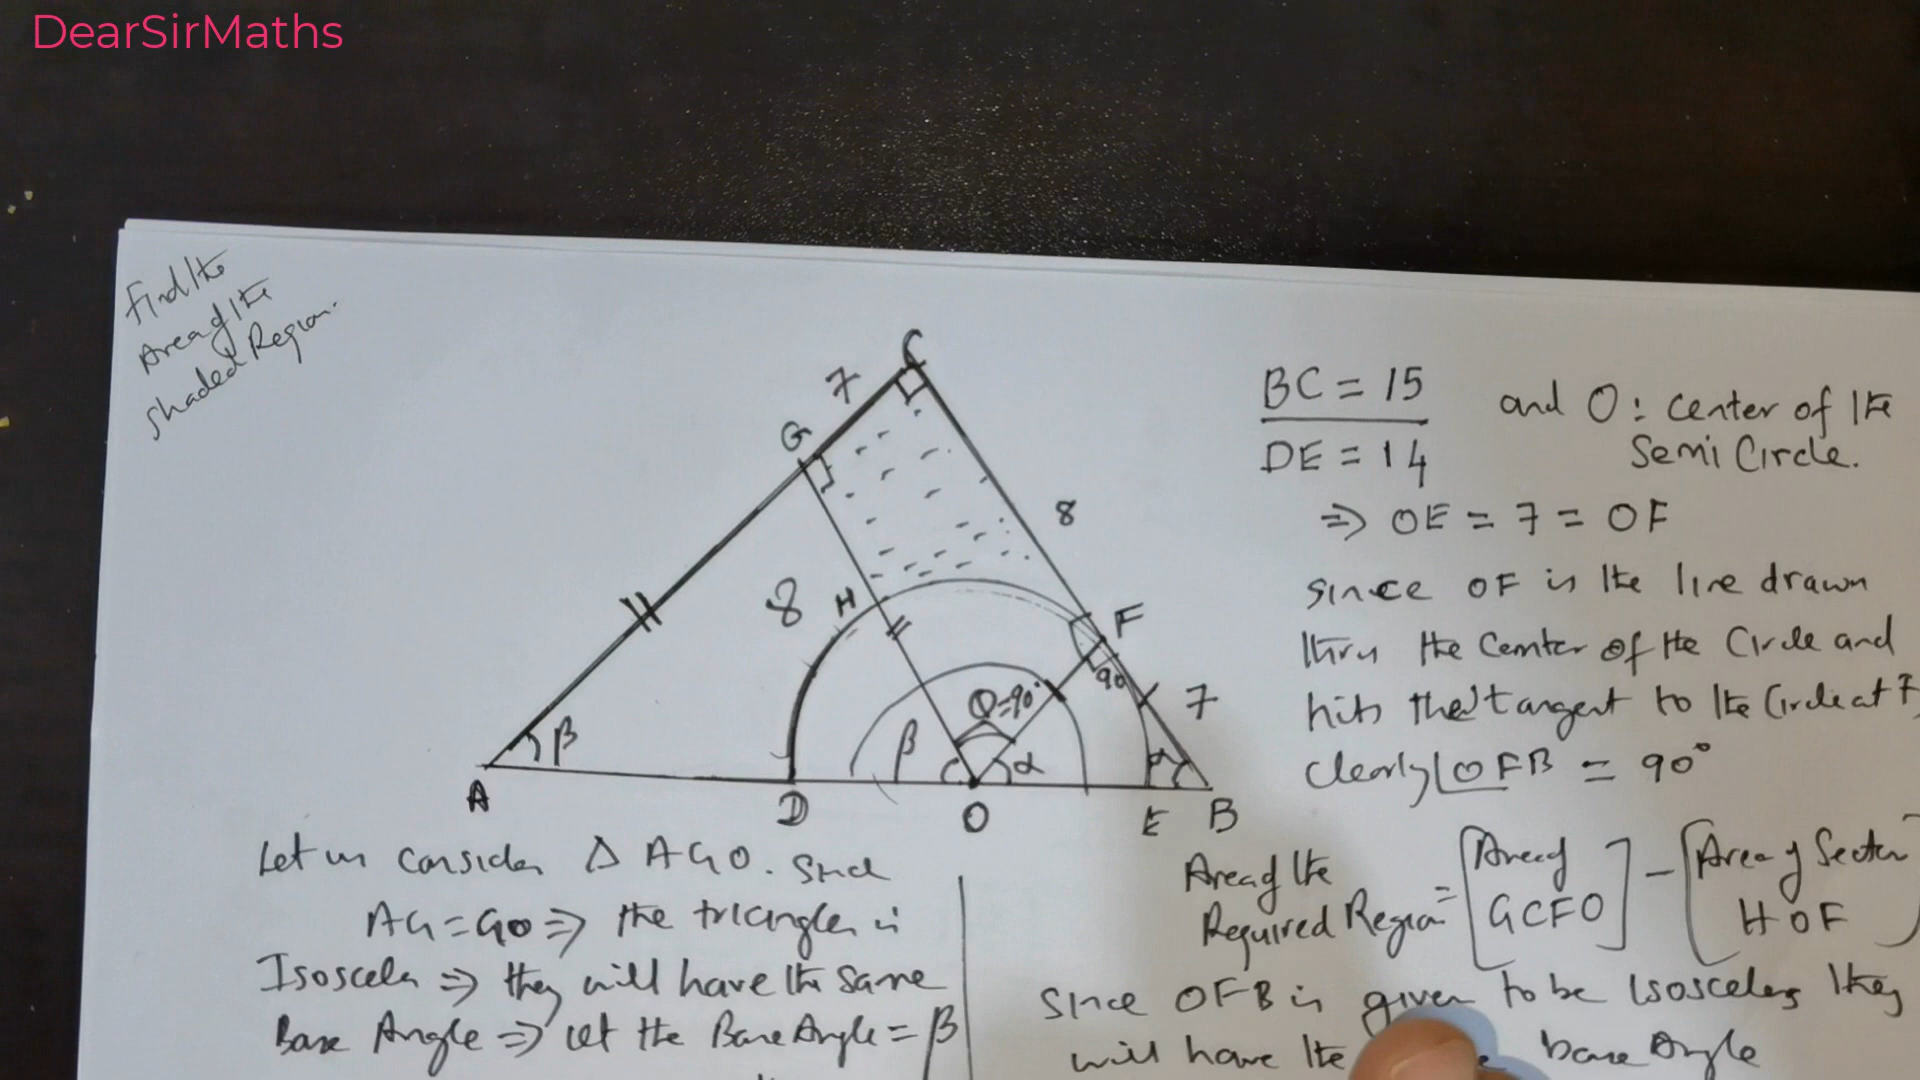 DearSirMaths
Find the
Area of the
Shaded Region.
C
7
G
8
8
H
F
90
7
θ=90°
β
β
α
α
A
D
O
E
B
BC = 15
DE = 14
and O: center of the
Semi Circle.
⇒ OE = 7 = OF
since OF is the line drawn
thru the Center of the Circle and
hits the tangent to the Circle at F
clearly ∠OFB = 90°
Area of the
Required Region = [Area of GCFO] - [Area of Sector HOF]
Since OFB is given to be Isosceles they
will have the base Angle
Let us consider Δ AGO. Since
AG = GO ⇒ the triangle is
Isosceles ⇒ they will have the same
Base Angle ⇒ let the Base Angle = β